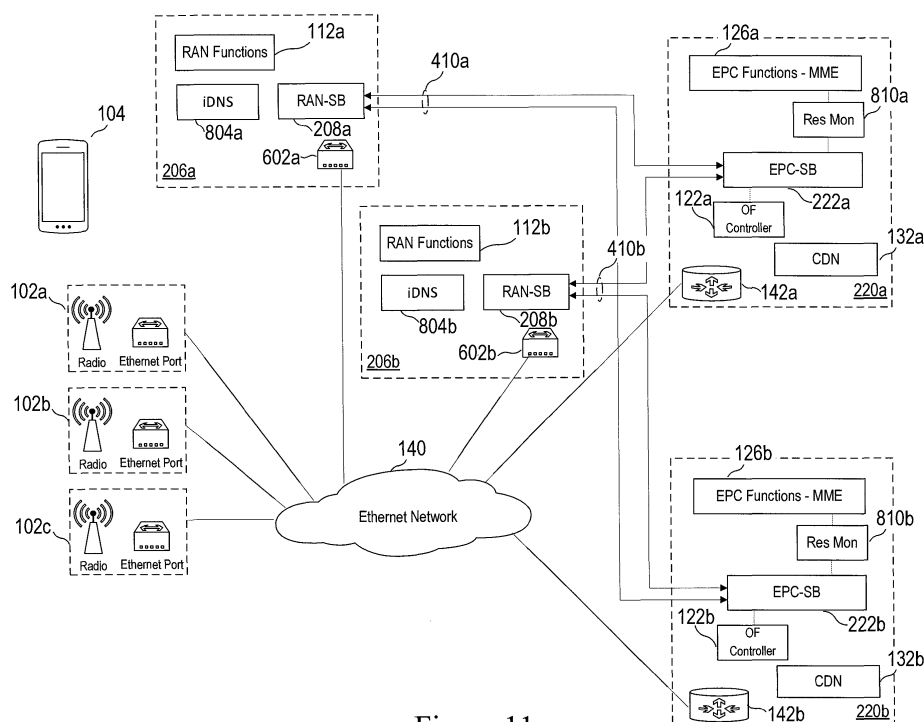 126a
112a
RAN Functions
410a
EPC Functions - MME
810a
104
iDNS
RAN-SB
Res Mon
804a
208a
602a
EPC-SB
206a
122a
222a
OF
Controller
132a
112b
RAN Functions
410b
CDN
102a
iDNS
RAN-SB
142a
220a
804b
208b
Radio
Ethernet Port
602b
206b
102b
Radio
Ethernet Port
140
126b
102c
Ethernet Network
EPC Functions - MME
810b
Res Mon
Radio
Ethernet Port
EPC-SB
122b
222b
OF
Controller
132b
CDN
142b
220b
Figure 11